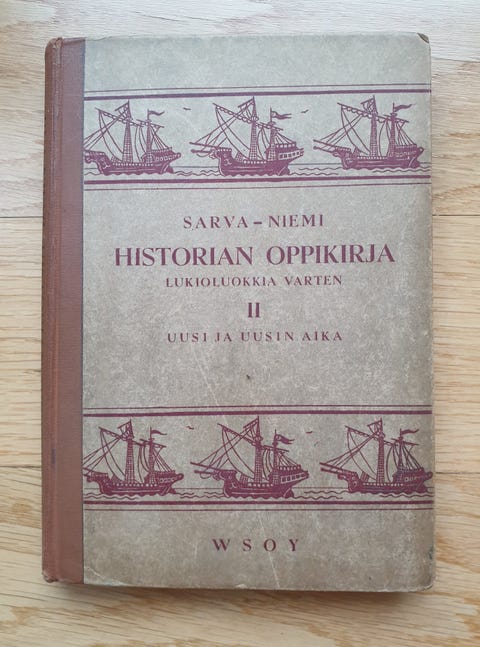 SARVA – NIEMI
HISTORIAN OPPIKIRJA
LUKIOLUOKKIA VARTEN
II
UUSI JA UUSIN AIKA
WSOY